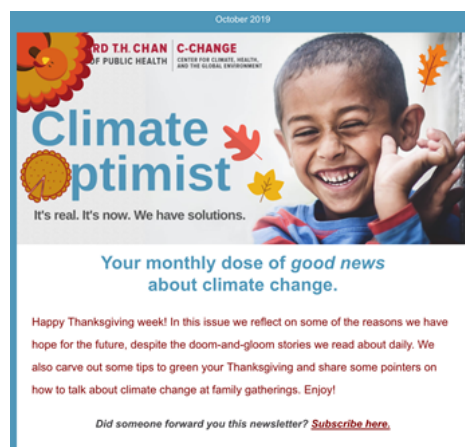 October 2019
RD T.H. CHAN
OF PUBLIC HEALTH
C-CHANGE
CENTER FOR CLIMATE, HEALTH,
AND THE GLOBAL ENVIRONMENT
Climate
ptimist
It's real. It's now. We have solutions.
Your monthly dose of good news
about climate change.
Happy Thanksgiving week! In this issue we reflect on some of the reasons we have
hope for the future, despite the doom-and-gloom stories we read about daily. We
also carve out some tips to green your Thanksgiving and share some pointers on
how to talk about climate change at family gatherings. Enjoy!
Did someone forward you this newsletter? Subscribe here.